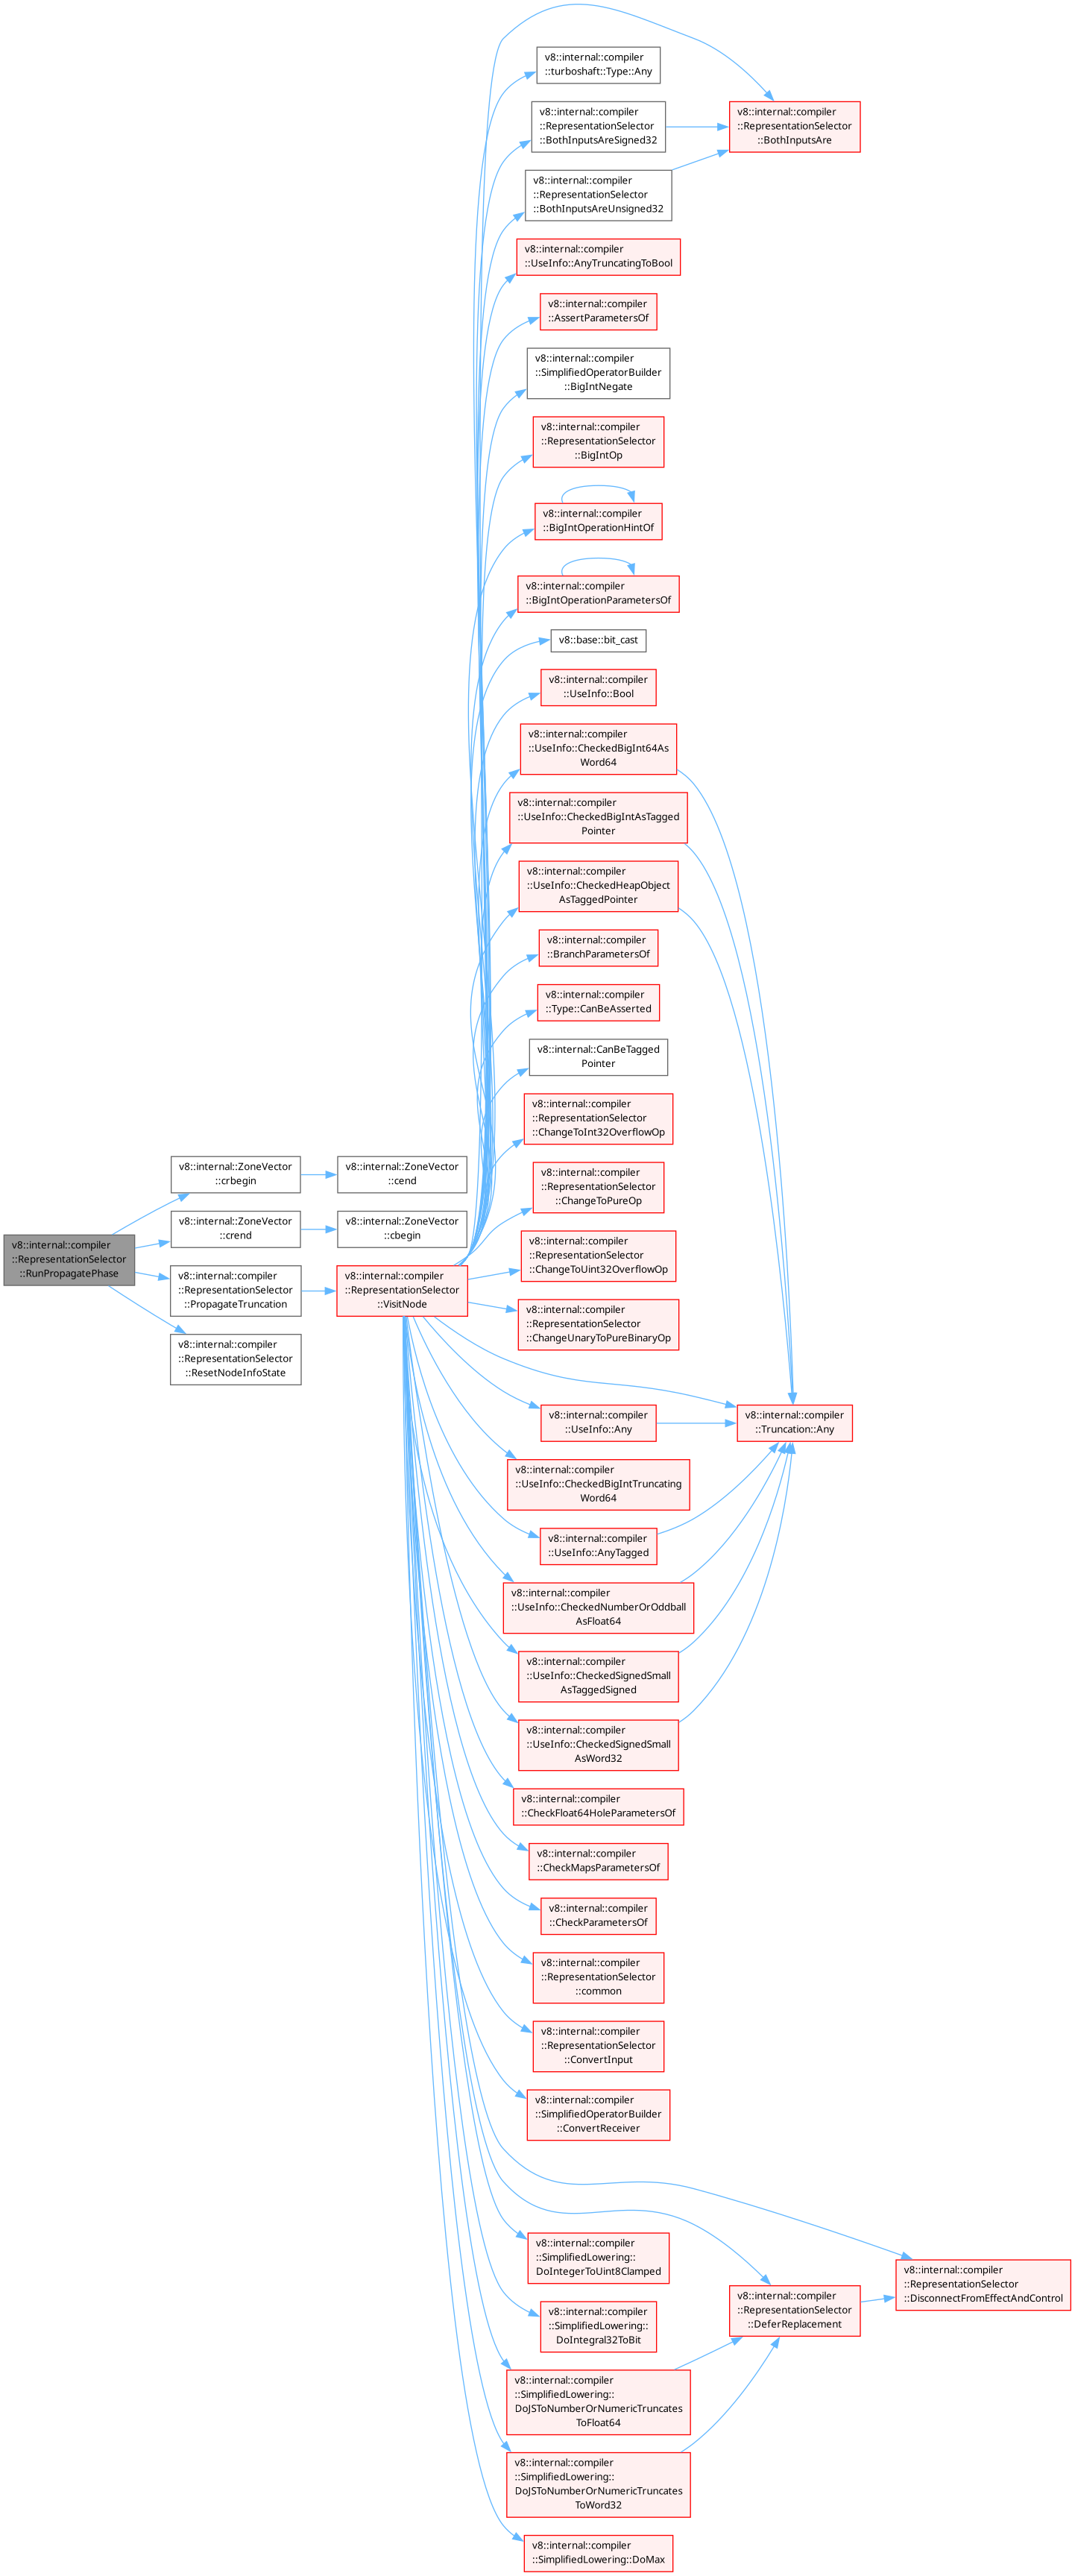 v8::internal::compiler
::RepresentationSelector
::RunPropagatePhase
v8::internal::ZoneVector
::crbegin
v8::internal::ZoneVector
::crend
v8::internal::compiler
::RepresentationSelector
::PropagateTruncation
v8::internal::compiler
::RepresentationSelector
::ResetNodeInfoState
v8::internal::ZoneVector
::cend
v8::internal::ZoneVector
::cbegin
v8::internal::compiler
::RepresentationSelector
::VisitNode
v8::internal::compiler
::turboshaft::Type::Any
v8::internal::compiler
::RepresentationSelector
::BothInputsAreSigned32
v8::internal::compiler
::RepresentationSelector
::BothInputsAreUnsigned32
v8::internal::compiler
::UseInfo::AnyTruncatingToBool
v8::internal::compiler
::AssertParametersOf
v8::internal::compiler
::SimplifiedOperatorBuilder
::BigIntNegate
v8::internal::compiler
::RepresentationSelector
::BigIntOp
v8::internal::compiler
::BigIntOperationHintOf
v8::internal::compiler
::BigIntOperationParametersOf
v8::base::bit_cast
v8::internal::compiler
::UseInfo::Bool
v8::internal::compiler
::UseInfo::CheckedBigInt64As
Word64
v8::internal::compiler
::UseInfo::CheckedBigIntAsTagged
Pointer
v8::internal::compiler
::UseInfo::CheckedHeapObject
AsTaggedPointer
v8::internal::compiler
::BranchParametersOf
v8::internal::compiler
::Type::CanBeAsserted
v8::internal::CanBeTagged
Pointer
v8::internal::compiler
::RepresentationSelector
::ChangeToInt32OverflowOp
v8::internal::compiler
::RepresentationSelector
::ChangeToPureOp
v8::internal::compiler
::RepresentationSelector
::ChangeToUint32OverflowOp
v8::internal::compiler
::RepresentationSelector
::ChangeUnaryToPureBinaryOp
v8::internal::compiler
::UseInfo::Any
v8::internal::compiler
::UseInfo::CheckedBigIntTruncating
Word64
v8::internal::compiler
::UseInfo::AnyTagged
v8::internal::compiler
::UseInfo::CheckedNumberOrOddball
AsFloat64
v8::internal::compiler
::UseInfo::CheckedSignedSmall
AsTaggedSigned
v8::internal::compiler
::UseInfo::CheckedSignedSmall
AsWord32
v8::internal::compiler
::CheckFloat64HoleParametersOf
v8::internal::compiler
::CheckMapsParametersOf
v8::internal::compiler
::CheckParametersOf
v8::internal::compiler
::RepresentationSelector
::common
v8::internal::compiler
::RepresentationSelector
::ConvertInput
v8::internal::compiler
::SimplifiedOperatorBuilder
::ConvertReceiver
v8::internal::compiler
::SimplifiedLowering::
DoIntegerToUint8Clamped
v8::internal::compiler
::SimplifiedLowering::
DoIntegral32ToBit
v8::internal::compiler
::SimplifiedLowering::
DoJSToNumberOrNumericTruncates
ToFloat64
v8::internal::compiler
::SimplifiedLowering::
DoJSToNumberOrNumericTruncates
ToWord32
v8::internal::compiler
::SimplifiedLowering::DoMax
v8::internal::compiler
::RepresentationSelector
::BothInputsAre
v8::internal::compiler
::Truncation::Any
v8::internal::compiler
::RepresentationSelector
::DeferReplacement
v8::internal::compiler
::RepresentationSelector
::DisconnectFromEffectAndControl